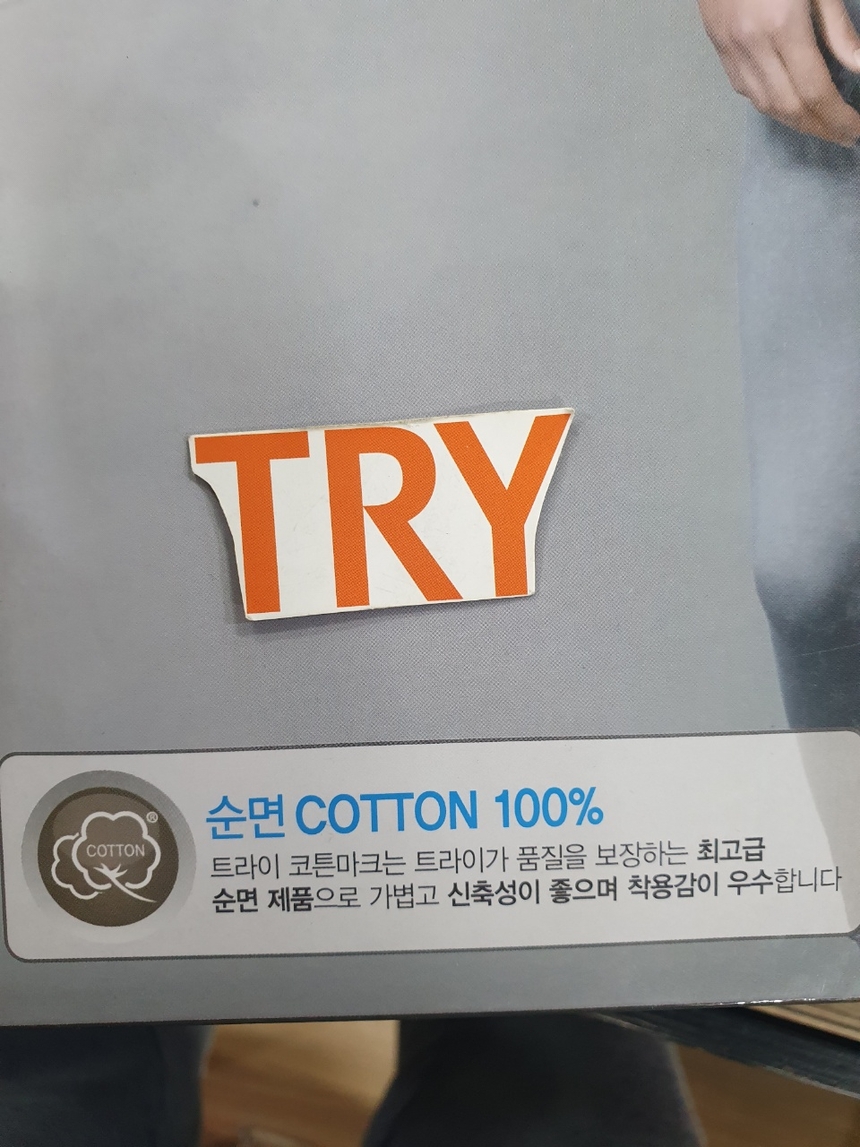 TRY
순면 COTTON 100%
COTTON®
트라이 코튼마크는 트라이가 품질을 보장하는 최고급
순면 제품으로 가볍고 신축성이 좋으며 착용감이 우수합니다